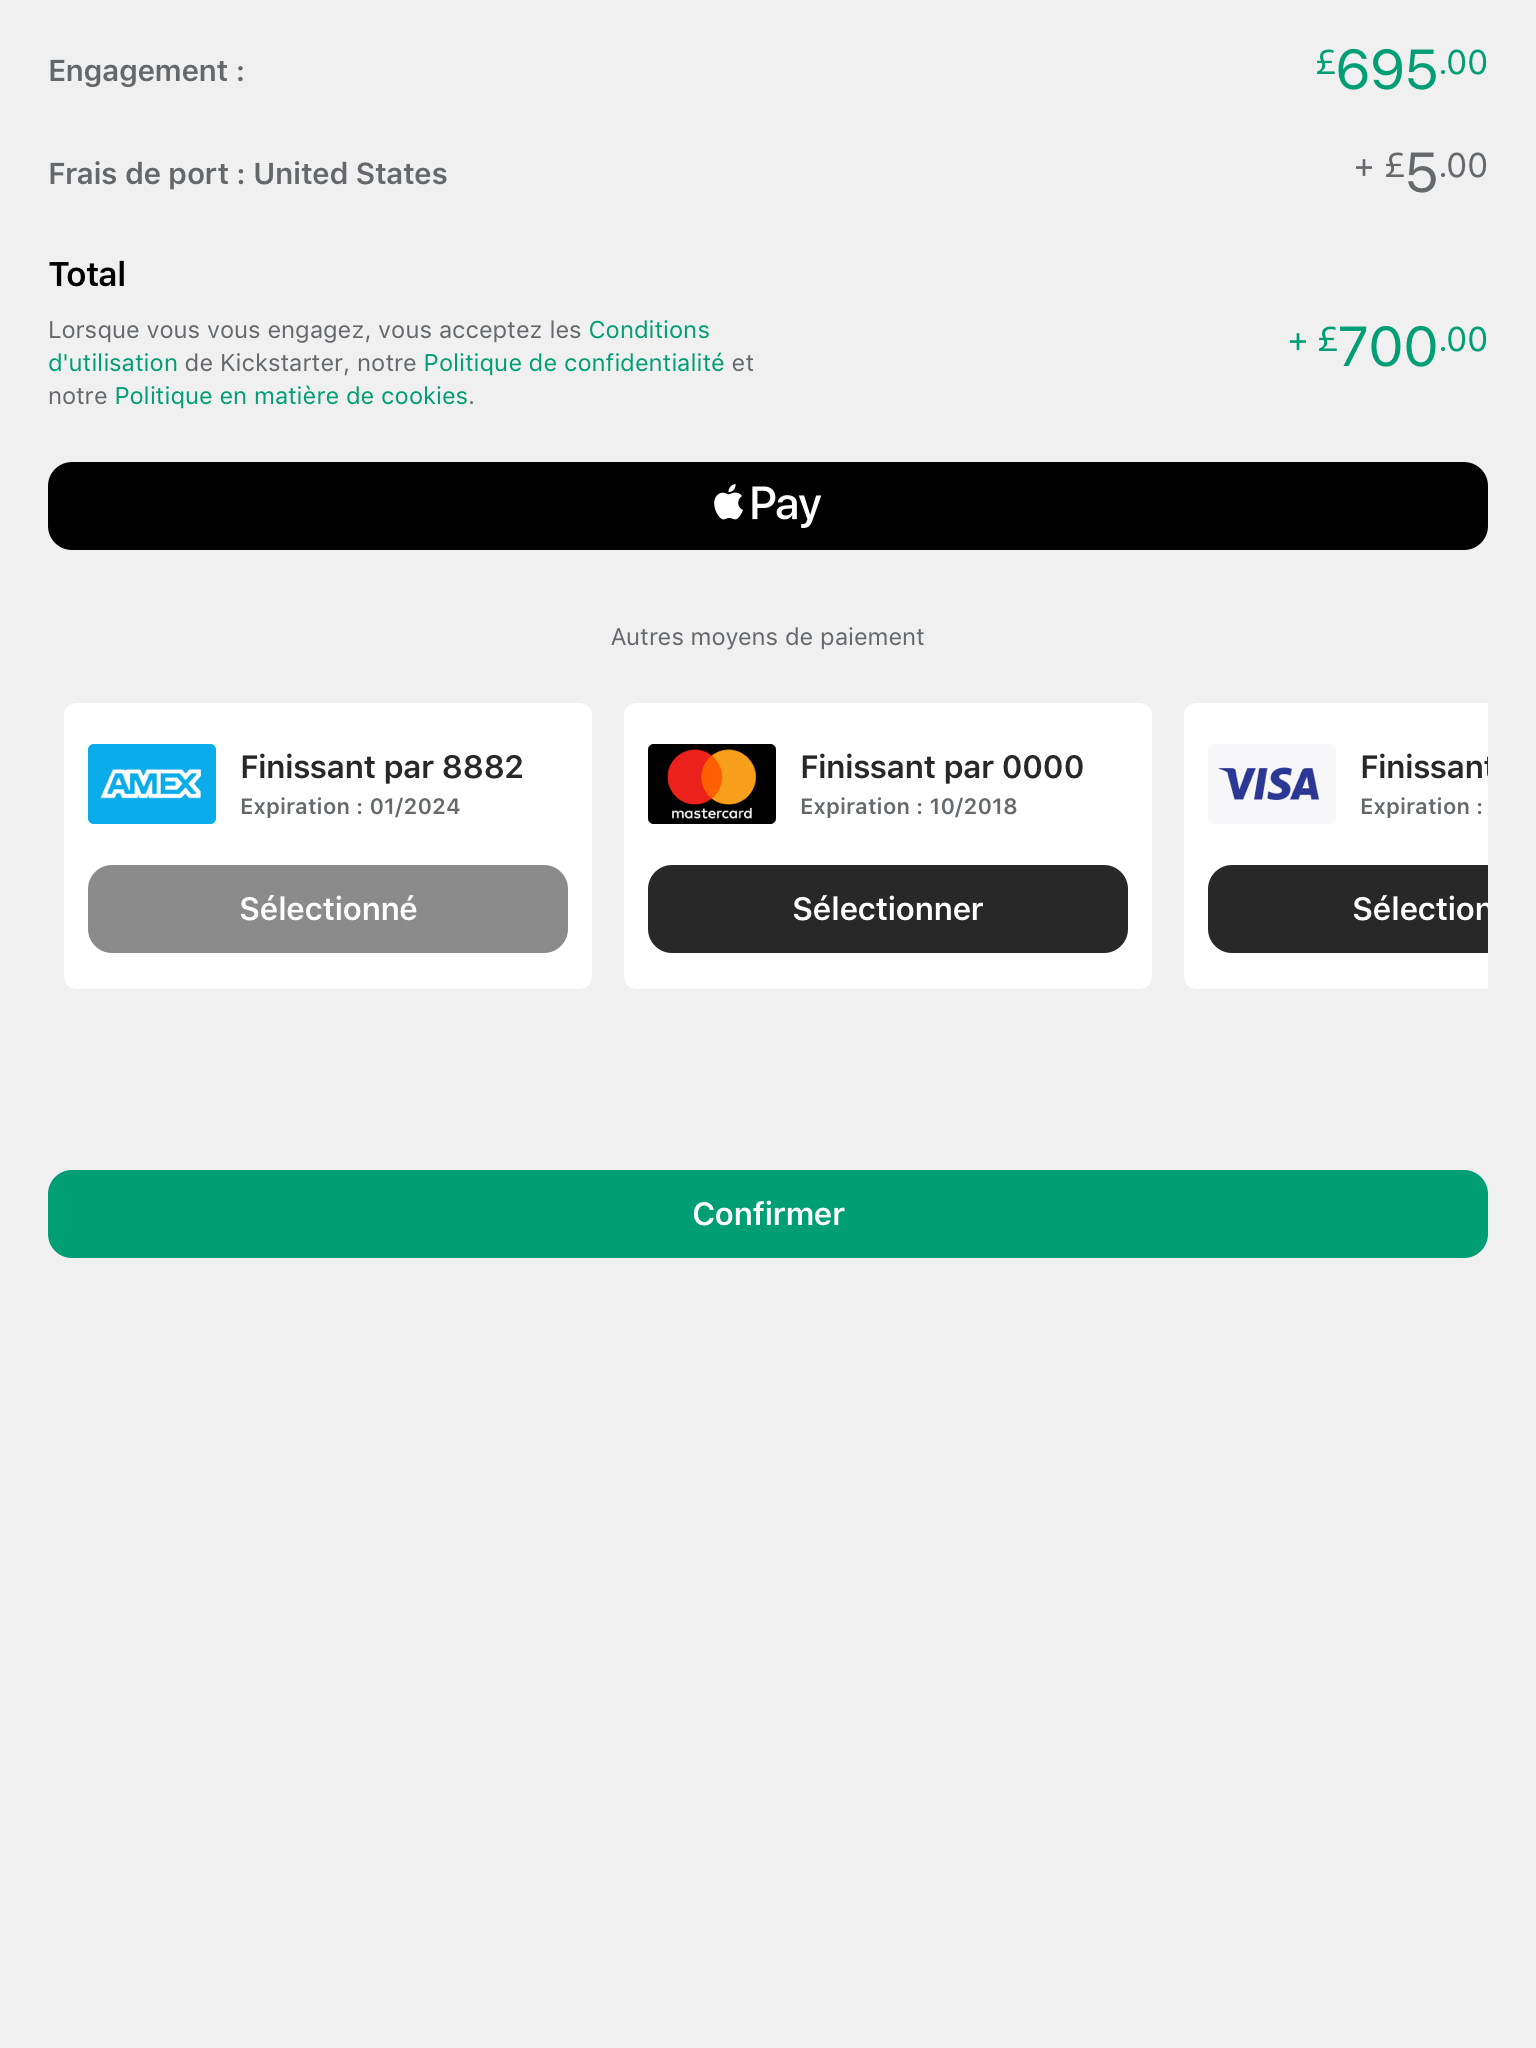 Engagement :
£695.00
Frais de port : United States
+ £5.00
Total
Lorsque vous vous engagez, vous acceptez les Conditions
d'utilisation de Kickstarter, notre Politique de confidentialité et
notre Politique en matière de cookies.
+ £700.00
Pay
Autres moyens de paiement
AMEX
Finissant par 8882
Expiration : 01/2024
Sélectionné
mastercard
Finissant par 0000
Expiration : 10/2018
Sélectionner
VISA
Finissant
Expiration :
Sélection
Confirmer